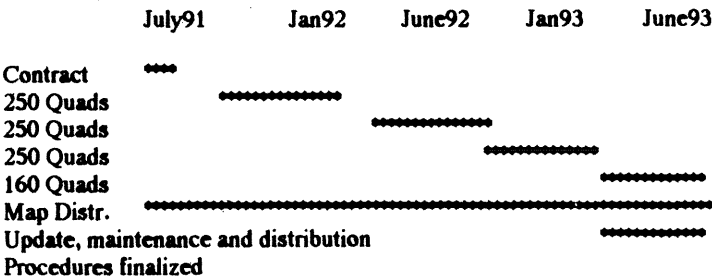 July91 Jan92 June92 Jan93 June93
Contract
250 Quads
250 Quads
250 Quads
160 Quads
Map Distr.
Update, maintenance and distribution
Procedures finalized